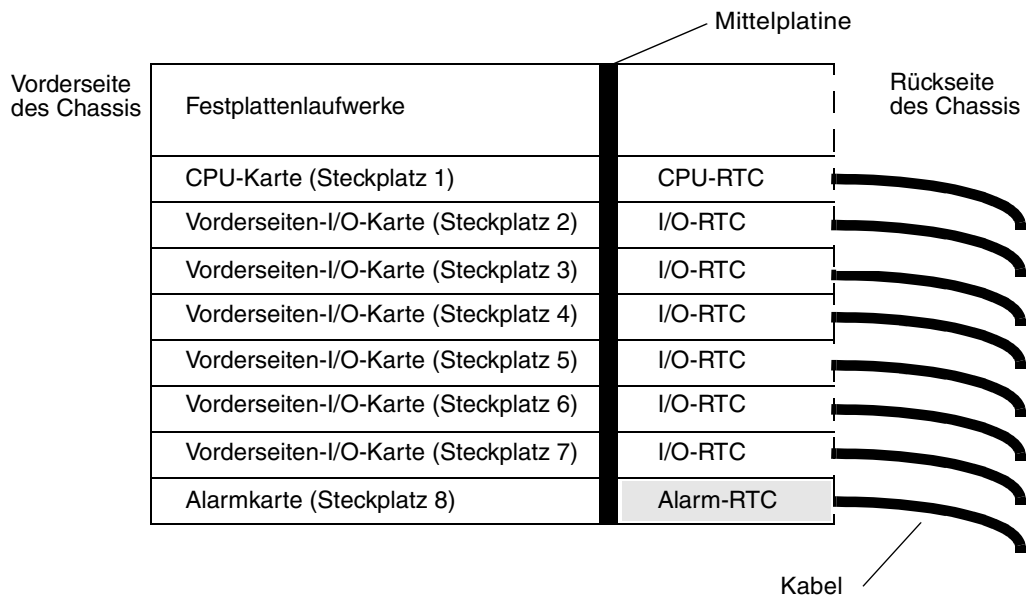 Mittelplatine
Vorderseite
des Chassis
Rückseite
des Chassis
Festplattenlaufwerke
CPU-Karte (Steckplatz 1) CPU-RTC
Vorderseiten-I/O-Karte (Steckplatz 2) I/O-RTC
Vorderseiten-I/O-Karte (Steckplatz 3) I/O-RTC
Vorderseiten-I/O-Karte (Steckplatz 4) I/O-RTC
Vorderseiten-I/O-Karte (Steckplatz 5) I/O-RTC
Vorderseiten-I/O-Karte (Steckplatz 6) I/O-RTC
Vorderseiten-I/O-Karte (Steckplatz 7) I/O-RTC
Alarmkarte (Steckplatz 8) Alarm-RTC
Kabel